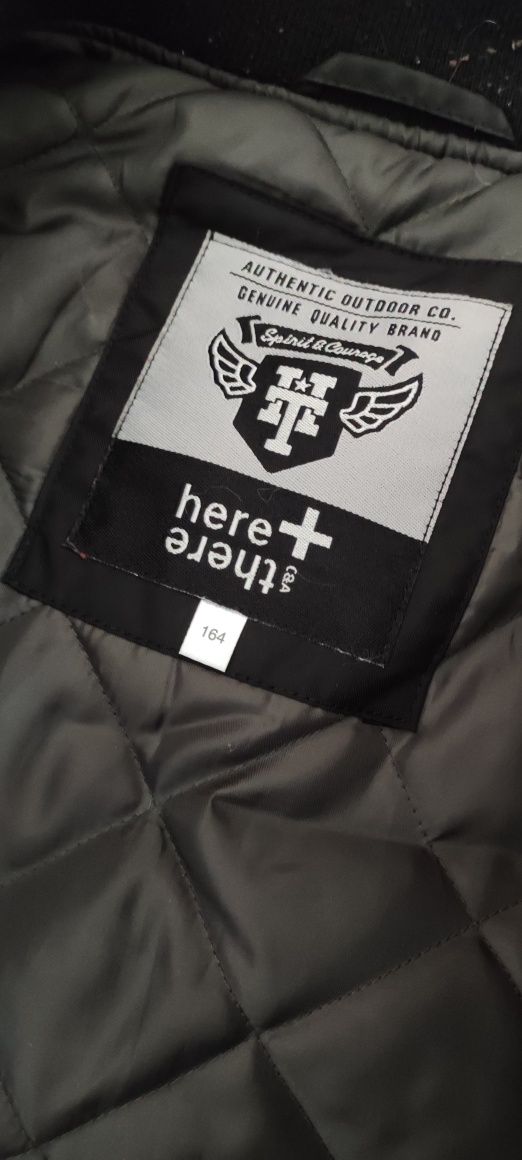 AUTHENTIC OUTDOOR CO.
GENUINE QUALITY BRAND
Spirit & Courage
HT
here +
there
C&A
164